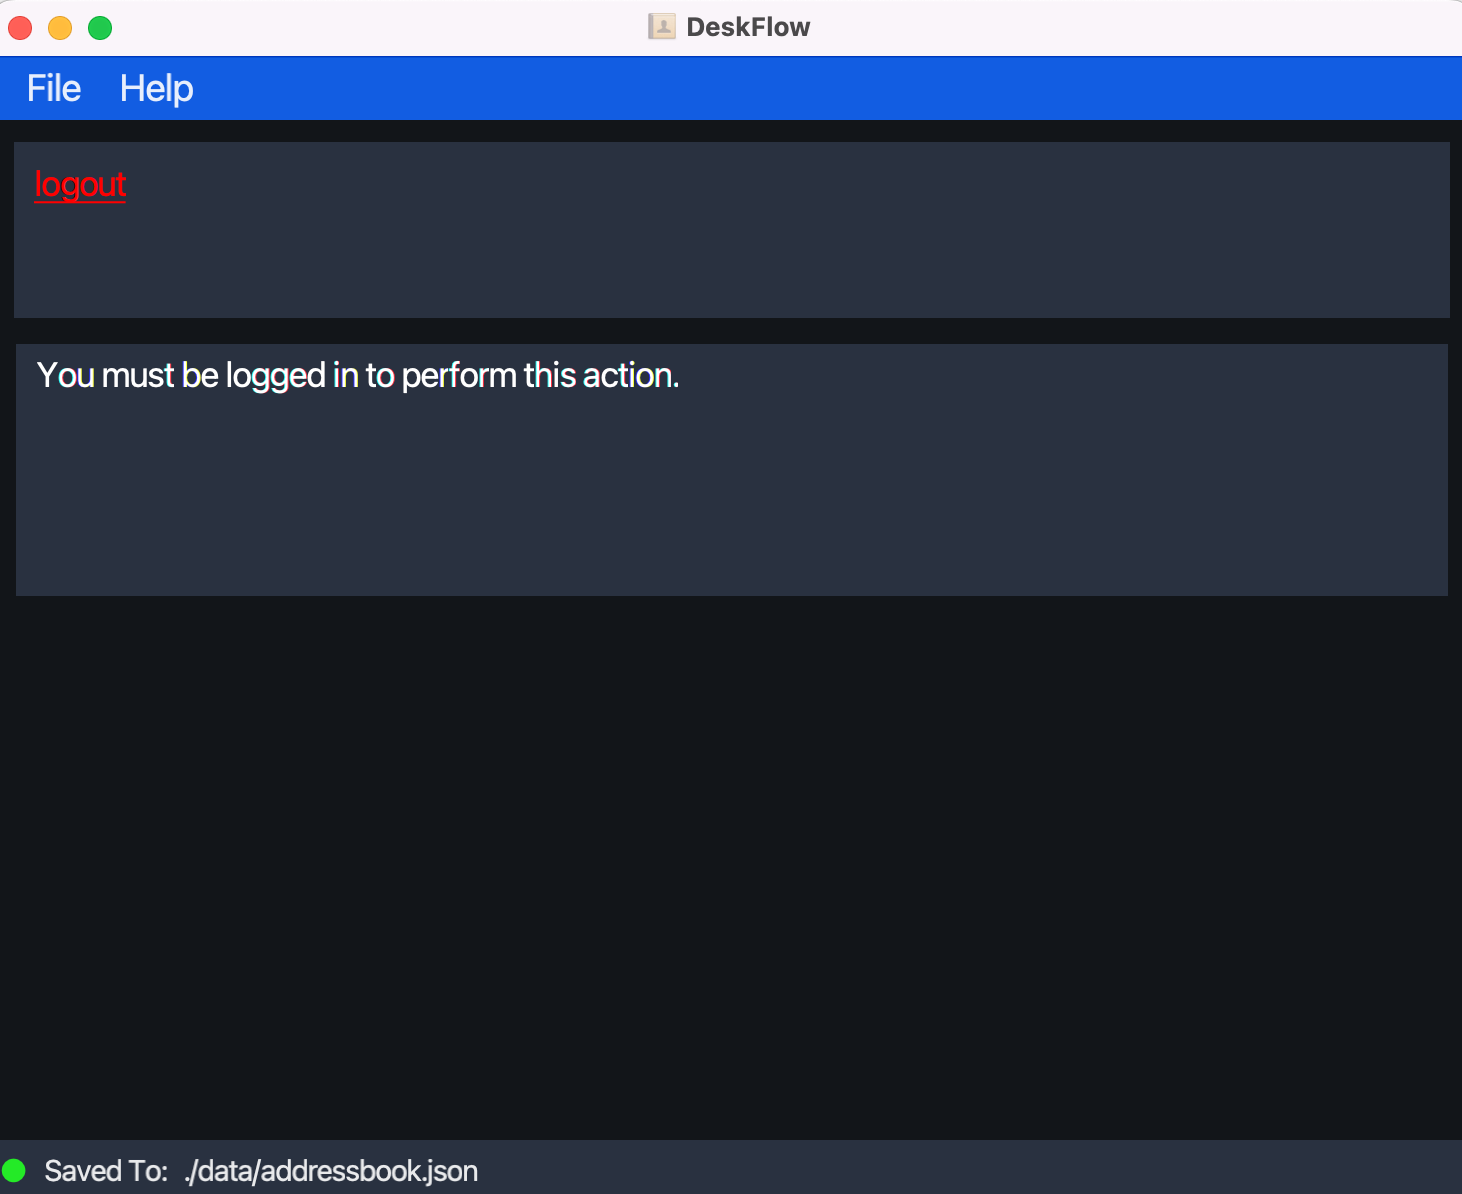 DeskFlow
File Help
logout
You must be logged in to perform this action.
Saved To: ./data/addressbook.json